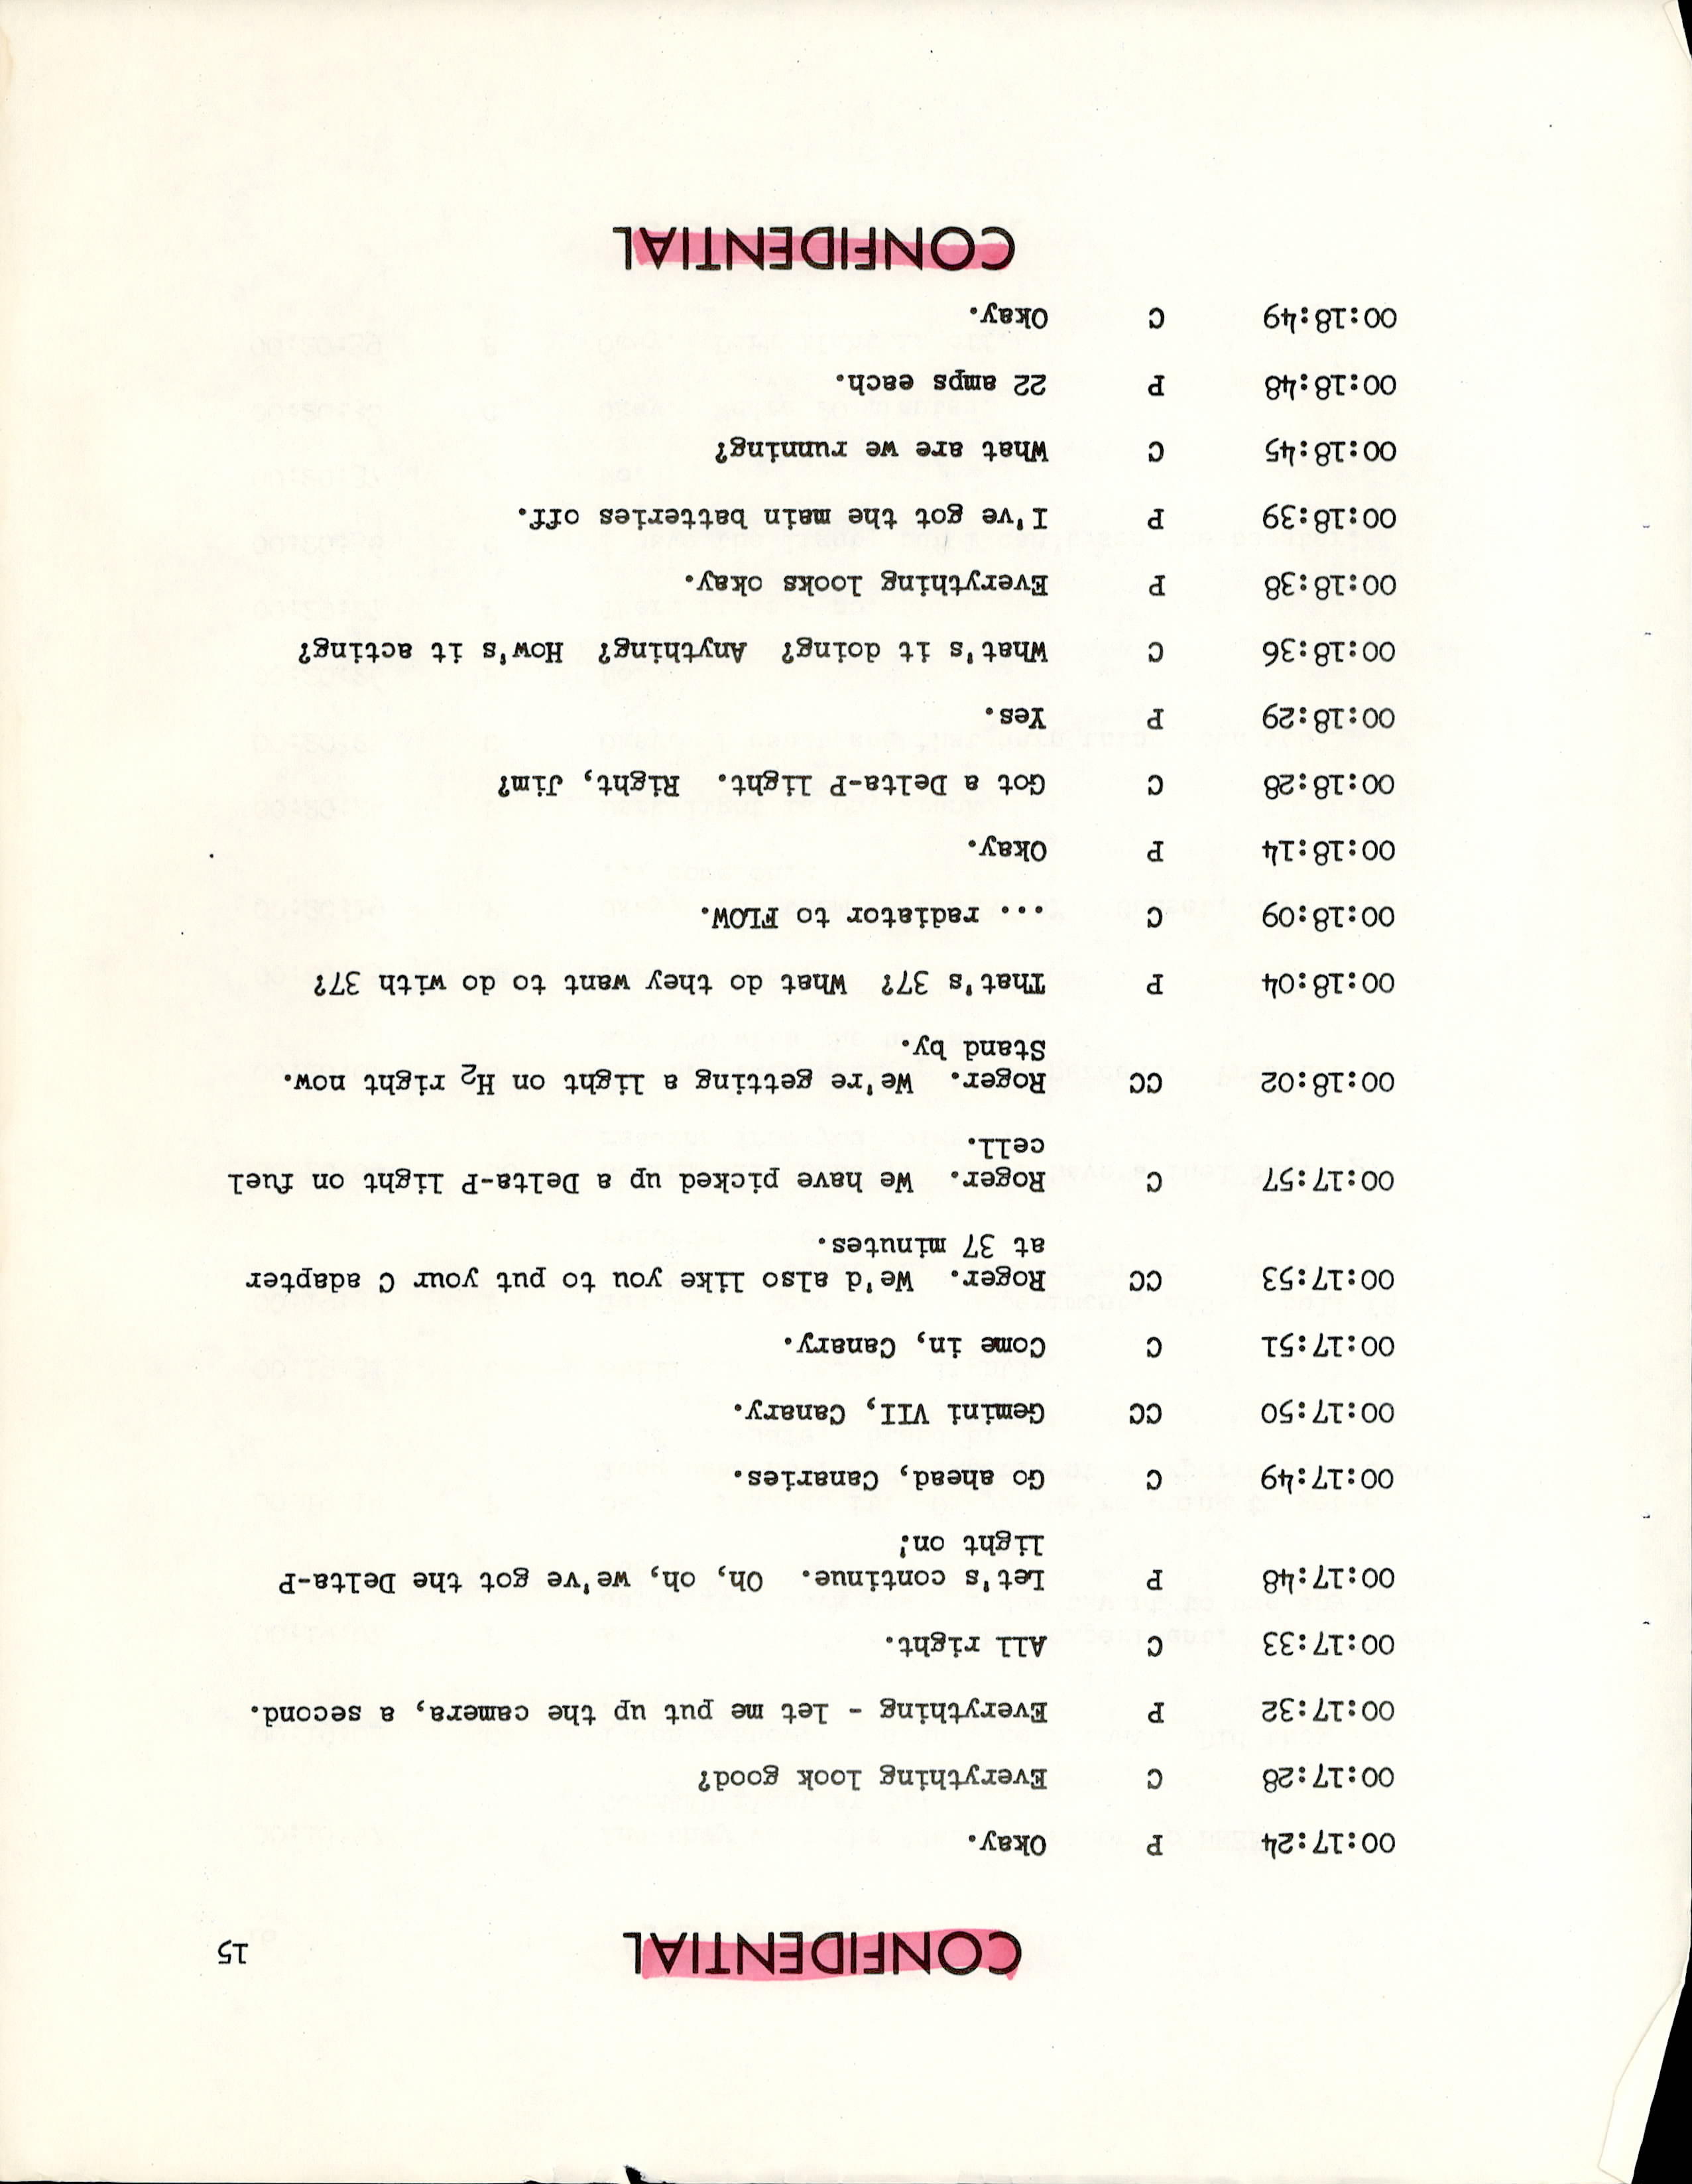 CONFIDENTIAL 15
00:17:24 P Okay.
00:17:28 C Everything look good?
00:17:32 P Everything - let me put up the camera, a second.
00:17:33 C All right.
00:17:48 P Let's continue. Oh, oh, we've got the Delta-P
light on!
00:17:49 C Go ahead, Canaries.
00:17:50 CC Gemini VII, Canary.
00:17:51 C Come in, Canary.
00:17:53 CC Roger. We'd also like you to put your C adapter
at 37 minutes.
00:17:57 C Roger. We have picked up a Delta-P light on fuel
cell.
00:18:02 CC Roger. We're getting a light on H2 right now.
Stand by.
00:18:04 P That's 37? What do they want to do with 37?
00:18:09 C ... radiator to FLOW.
00:18:14 P Okay.
00:18:28 C Got a Delta-P light. Right, Jim?
00:18:29 P Yes.
00:18:36 C What's it doing? Anything? How's it acting?
00:18:38 P Everything looks okay.
00:18:39 P I've got the main batteries off.
00:18:45 C What are we running?
00:18:48 P 22 amps each.
00:18:49 C Okay.
CONFIDENTIAL